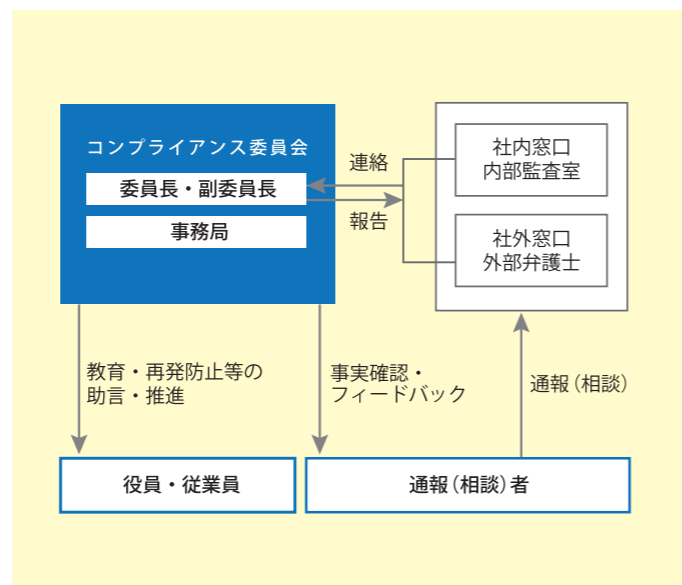 コンプライアンス委員会
委員長・副委員長
事務局
連絡
報告
社内窓口
内部監査室
社外窓口
外部弁護士
教育・再発防止等の
助言・推進
事実確認・
フィードバック
通報（相談）
役員・従業員
通報（相談）者